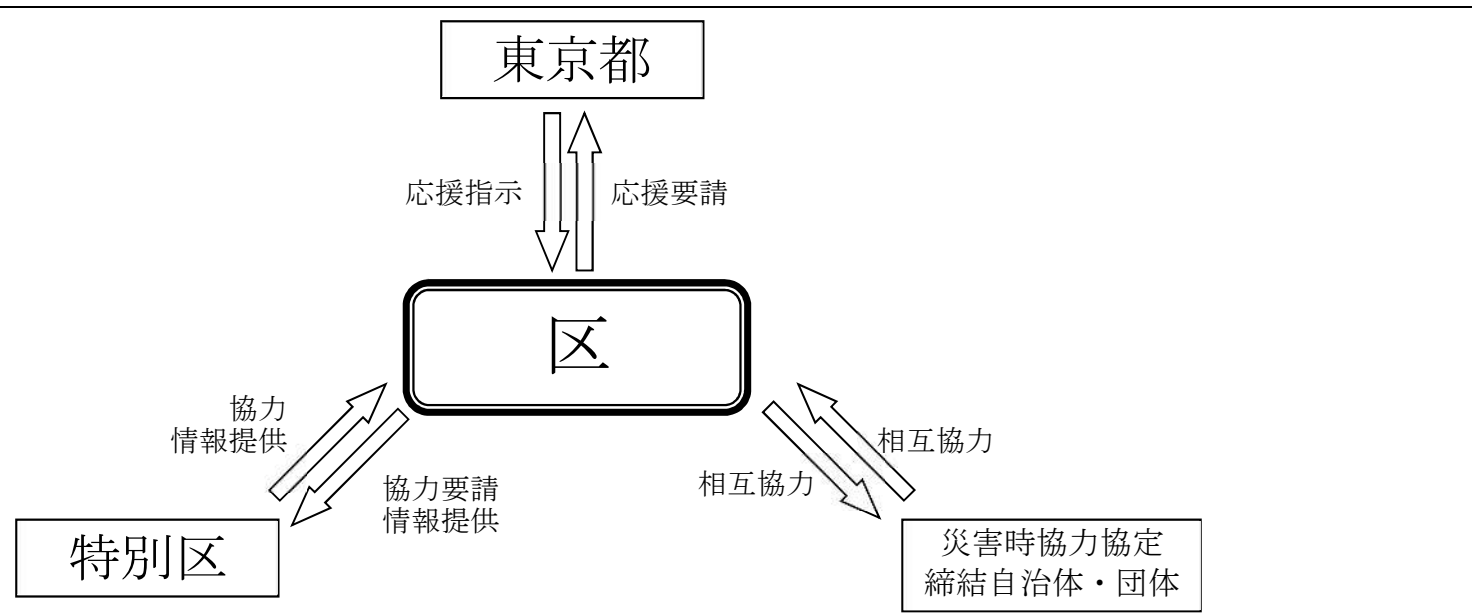 東京都
応援指示
応援要請
区
協力
情報提供
協力要請
情報提供
相互協力
相互協力
特別区
災害時協力協定
締結自治体・団体